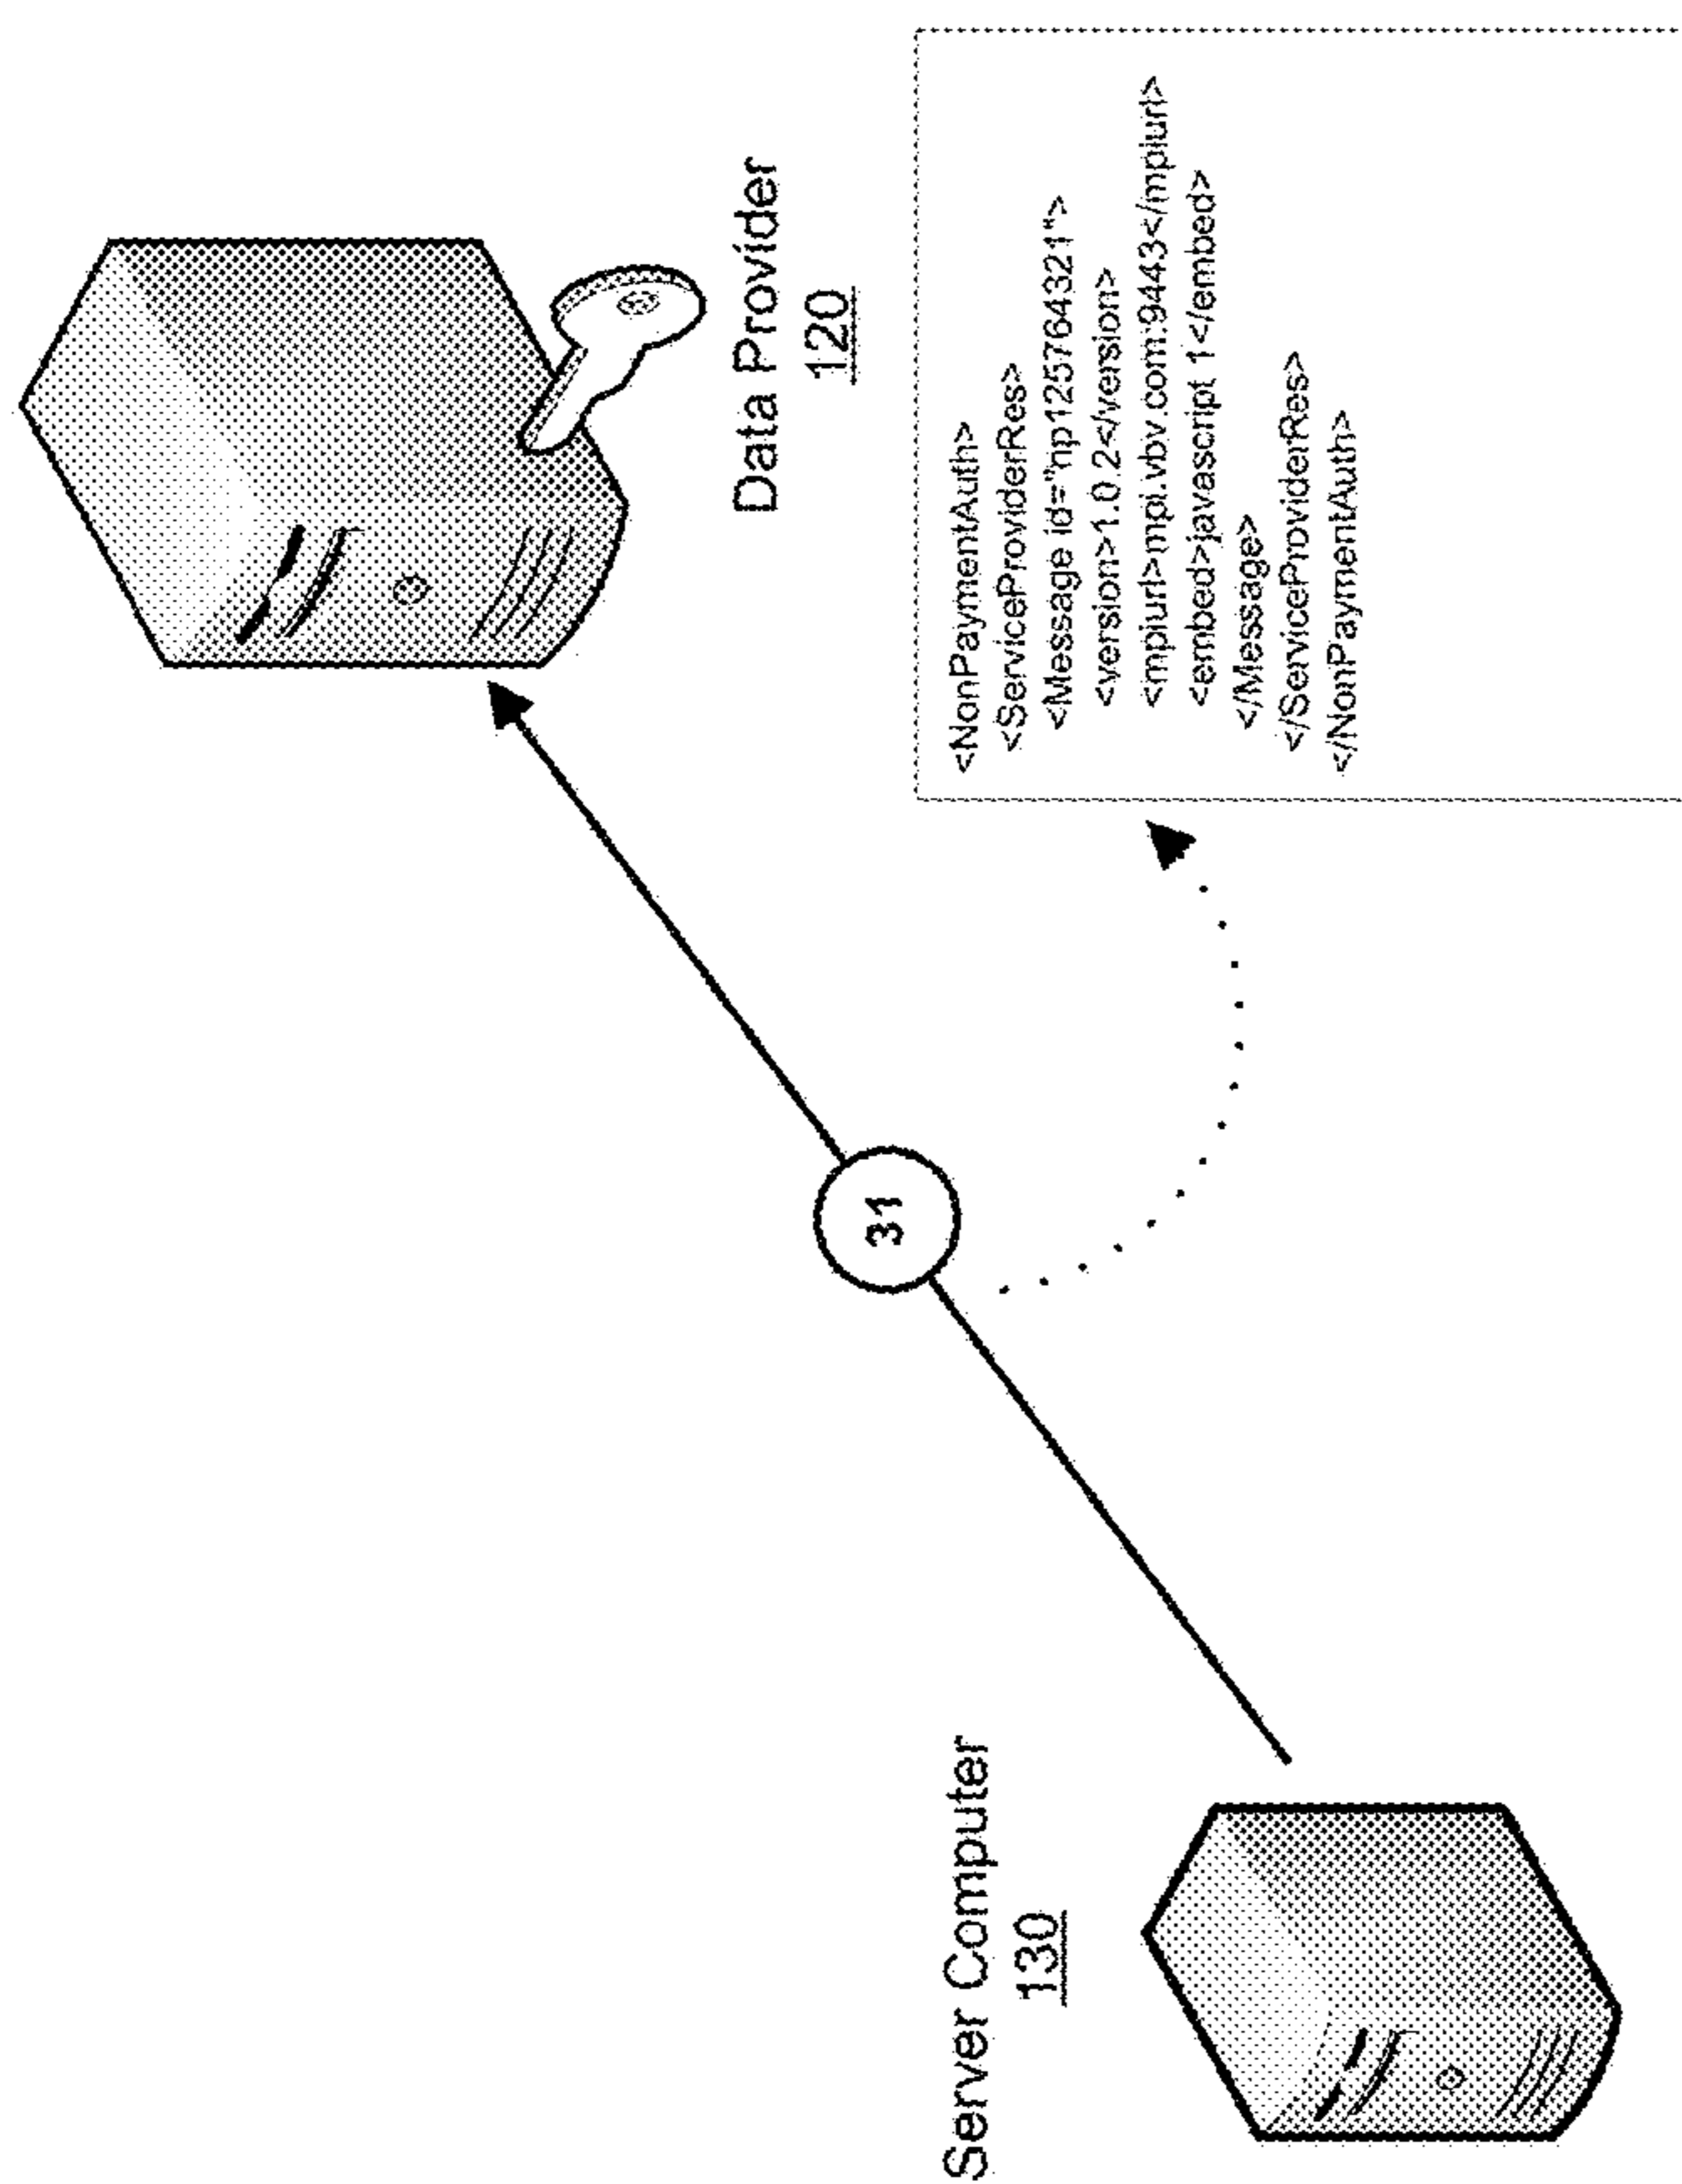 Data Provider
120
<NonPaymentAuth>
<ServiceProviderRes>
<Message id="np125764321">
<version>1.0.2</version>
<mpiurl>mpi.vbv.com:9443</mpiurl>
<embed>javascript 1</embed>
</Message>
</ServiceProviderRes>
</NonPaymentAuth>
31
Server Computer
130